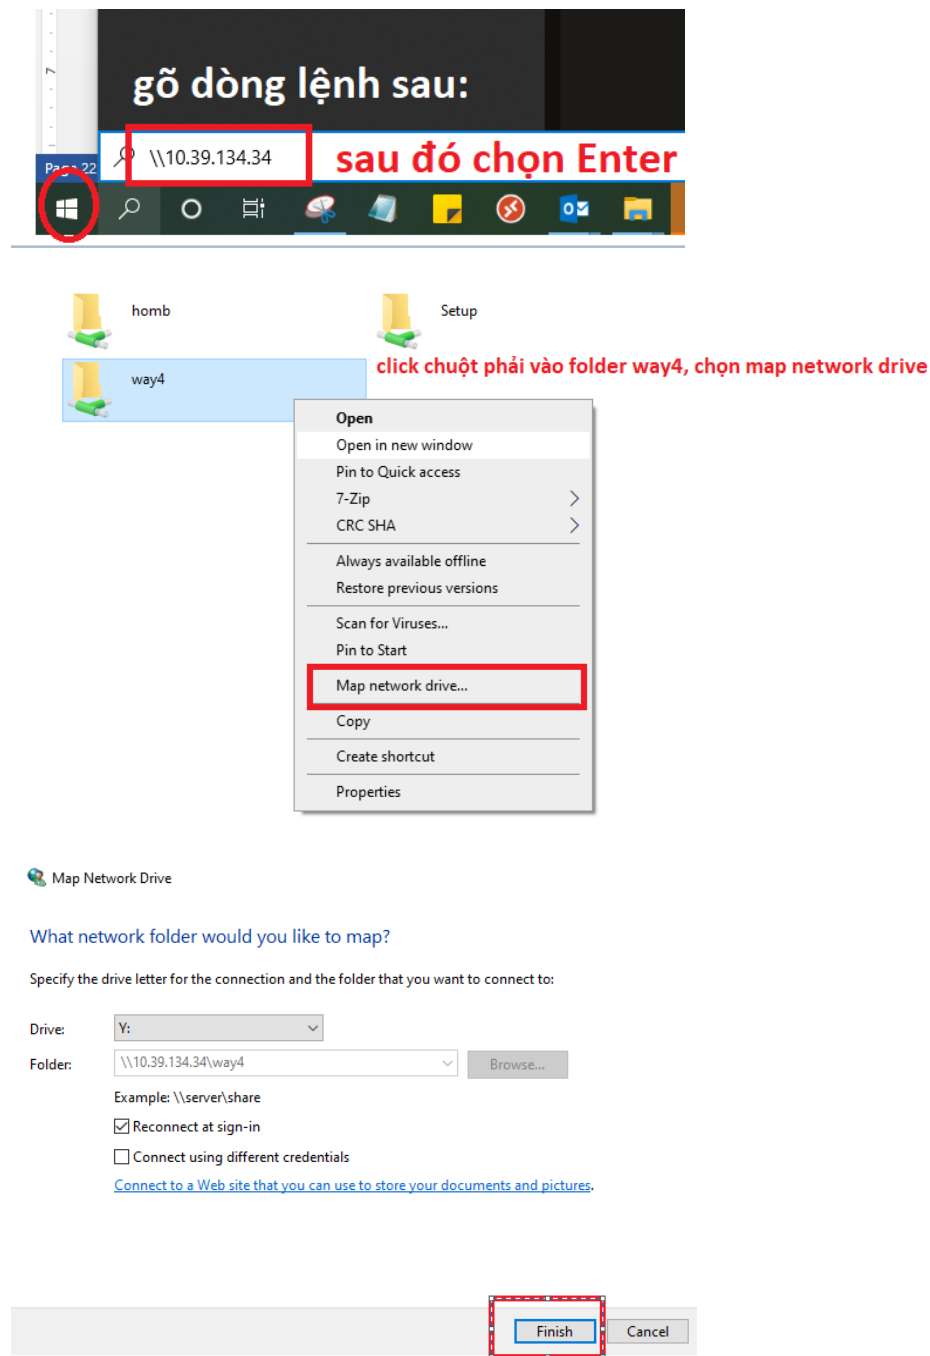 gõ dòng lệnh sau:
\\10.39.134.34
sau đó chọn Enter
Page 22
homb
Setup
way4
click chuột phải vào folder way4, chọn map network drive
Open
Open in new window
Pin to Quick access
7-Zip
CRC SHA
Always available offline
Restore previous versions
Scan for Viruses...
Pin to Start
Map network drive...
Copy
Create shortcut
Properties
Map Network Drive
What network folder would you like to map?
Specify the drive letter for the connection and the folder that you want to connect to:
Drive: Y:
Folder: \\10.39.134.34\way4 Browse...
Example: \\server\share
Reconnect at sign-in
Connect using different credentials
Connect to a Web site that you can use to store your documents and pictures.
Finish Cancel